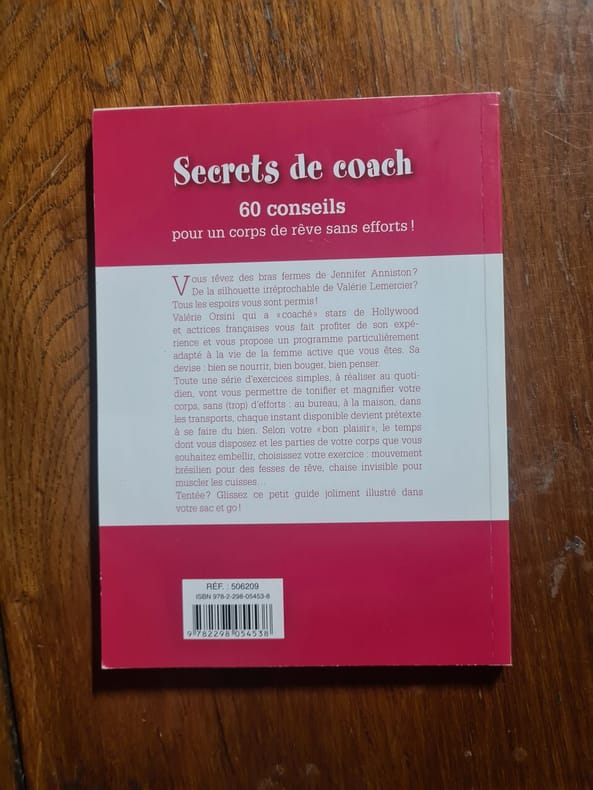 Secrets de coach
60 conseils
pour un corps de rêve sans efforts !
Vous rêvez des bras fermes de Jennifer Anniston ?
De la silhouette irréprochable de Valérie Lemercier ?
Tous les espoirs vous sont permis !
Valérie Orsini qui a « coaché » stars de Hollywood
et actrices françaises vous fait profiter de son expé-
rience et vous propose un programme particulièrement
adapté à la vie de la femme active que vous êtes. Sa
devise : bien se nourrir, bien bouger, bien penser.
Toute une série d'exercices simples, à réaliser au quoti-
dien, vont vous permettre de tonifier et magnifier votre
corps, sans (trop) d'efforts : au bureau, à la maison, dans
les transports, chaque instant disponible devient prétexte
à se faire du bien. Selon votre « bon plaisir », le temps
dont vous disposez et les parties de votre corps que vous
souhaitez embellir, choisissez votre exercice : mouvement
brésilien pour des fesses de rêve, chaise invisible pour
muscler les cuisses...
Tentée ? Glissez ce petit guide joliment illustré dans
votre sac et go !
RÉF. : 506209
ISBN 978-2-298-05453-8
9 782298 054538